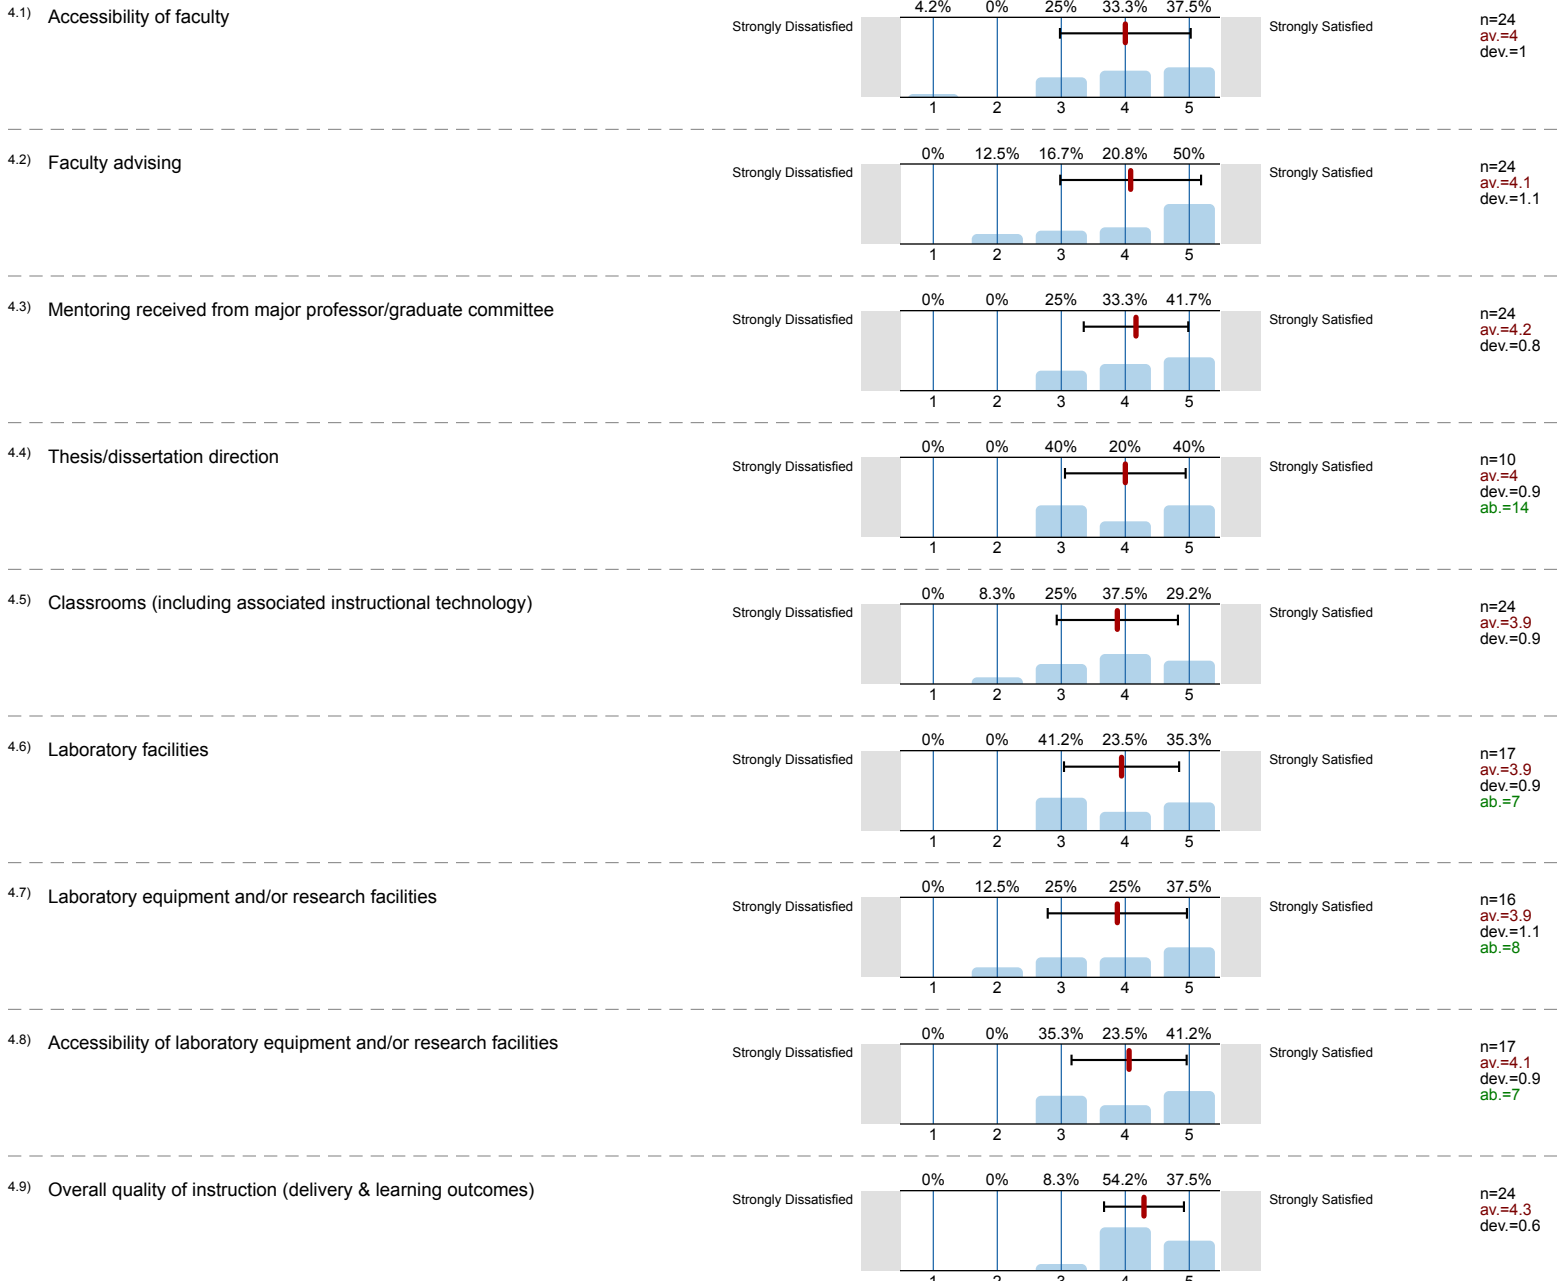 4.1) Accessibility of faculty
4.2% 0% 25% 33.3% 37.5%
Strongly Dissatisfied Strongly Satisfied
n=24
av.=4
dev.=1
1 2 3 4 5
4.2) Faculty advising
0% 12.5% 16.7% 20.8% 50%
Strongly Dissatisfied Strongly Satisfied
n=24
av.=4.1
dev.=1.1
1 2 3 4 5
4.3) Mentoring received from major professor/graduate committee
0% 0% 25% 33.3% 41.7%
Strongly Dissatisfied Strongly Satisfied
n=24
av.=4.2
dev.=0.8
1 2 3 4 5
4.4) Thesis/dissertation direction
0% 0% 40% 20% 40%
Strongly Dissatisfied Strongly Satisfied
n=10
av.=4
dev.=0.9
ab.=14
1 2 3 4 5
4.5) Classrooms (including associated instructional technology)
0% 8.3% 25% 37.5% 29.2%
Strongly Dissatisfied Strongly Satisfied
n=24
av.=3.9
dev.=0.9
1 2 3 4 5
4.6) Laboratory facilities
0% 0% 41.2% 23.5% 35.3%
Strongly Dissatisfied Strongly Satisfied
n=17
av.=3.9
dev.=0.9
ab.=7
1 2 3 4 5
4.7) Laboratory equipment and/or research facilities
0% 12.5% 25% 25% 37.5%
Strongly Dissatisfied Strongly Satisfied
n=16
av.=3.9
dev.=1.1
ab.=8
1 2 3 4 5
4.8) Accessibility of laboratory equipment and/or research facilities
0% 0% 35.3% 23.5% 41.2%
Strongly Dissatisfied Strongly Satisfied
n=17
av.=4.1
dev.=0.9
ab.=7
1 2 3 4 5
4.9) Overall quality of instruction (delivery & learning outcomes)
0% 0% 8.3% 54.2% 37.5%
Strongly Dissatisfied Strongly Satisfied
n=24
av.=4.3
dev.=0.6
1 2 3 4 5